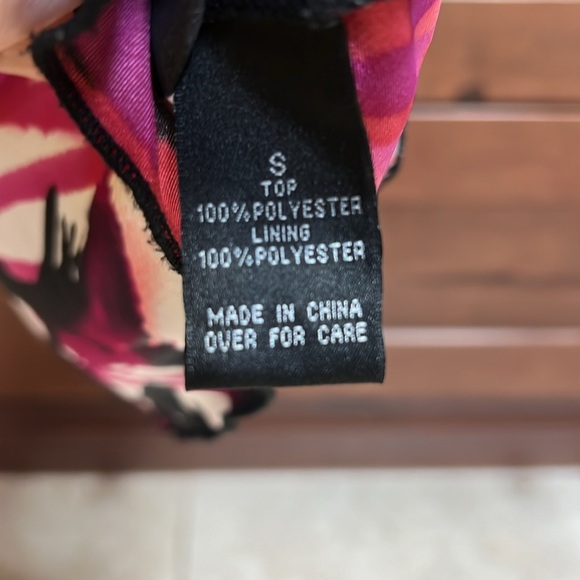 S
TOP
100%POLYESTER
LINING
100%POLYESTER
MADE IN CHINA
OVER FOR CARE